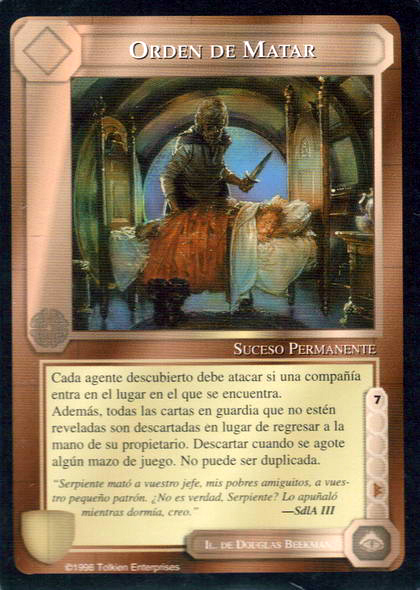 Orden de Matar
Suceso Permanente
Cada agente descubierto debe atacar si una compañía
entra en el lugar en el que se encuentra.
Además, todas las cartas en guardia que no estén
reveladas son descartadas en lugar de regresar a la
mano de su propietario. Descartar cuando se agote
algún mazo de juego. No puede ser duplicada.
7
"Serpiente mató a vuestro jefe, mis pobres amiguitos, a vues-
tro pequeño patrón. ¿No es verdad, Serpiente? Lo apuñaló
mientras dormía, creo." —SdlA III
Il. de Douglas Beekman
©1996 Tolkien Enterprises